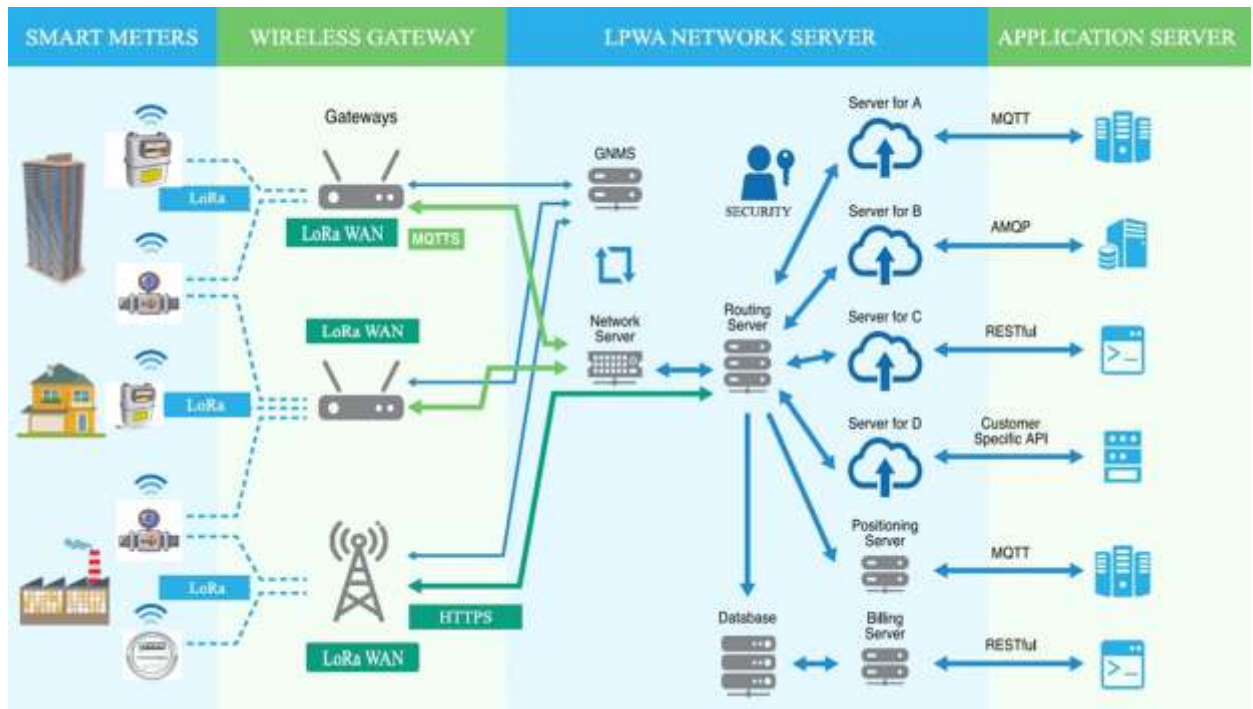 SMART METERS
WIRELESS GATEWAY
LPWA NETWORK SERVER
APPLICATION SERVER
Gateways
LoRa
LoRa WAN
MQTTS
LoRa WAN
LoRa
LoRa
HTTPS
LoRa WAN
GNMS
SECURITY
Network
Server
Routing
Server
Database
Server for A
MQTT
Server for B
AMQP
Server for C
RESTful
Server for D
Customer
Specific API
Positioning
Server
MQTT
Billing
Server
RESTful